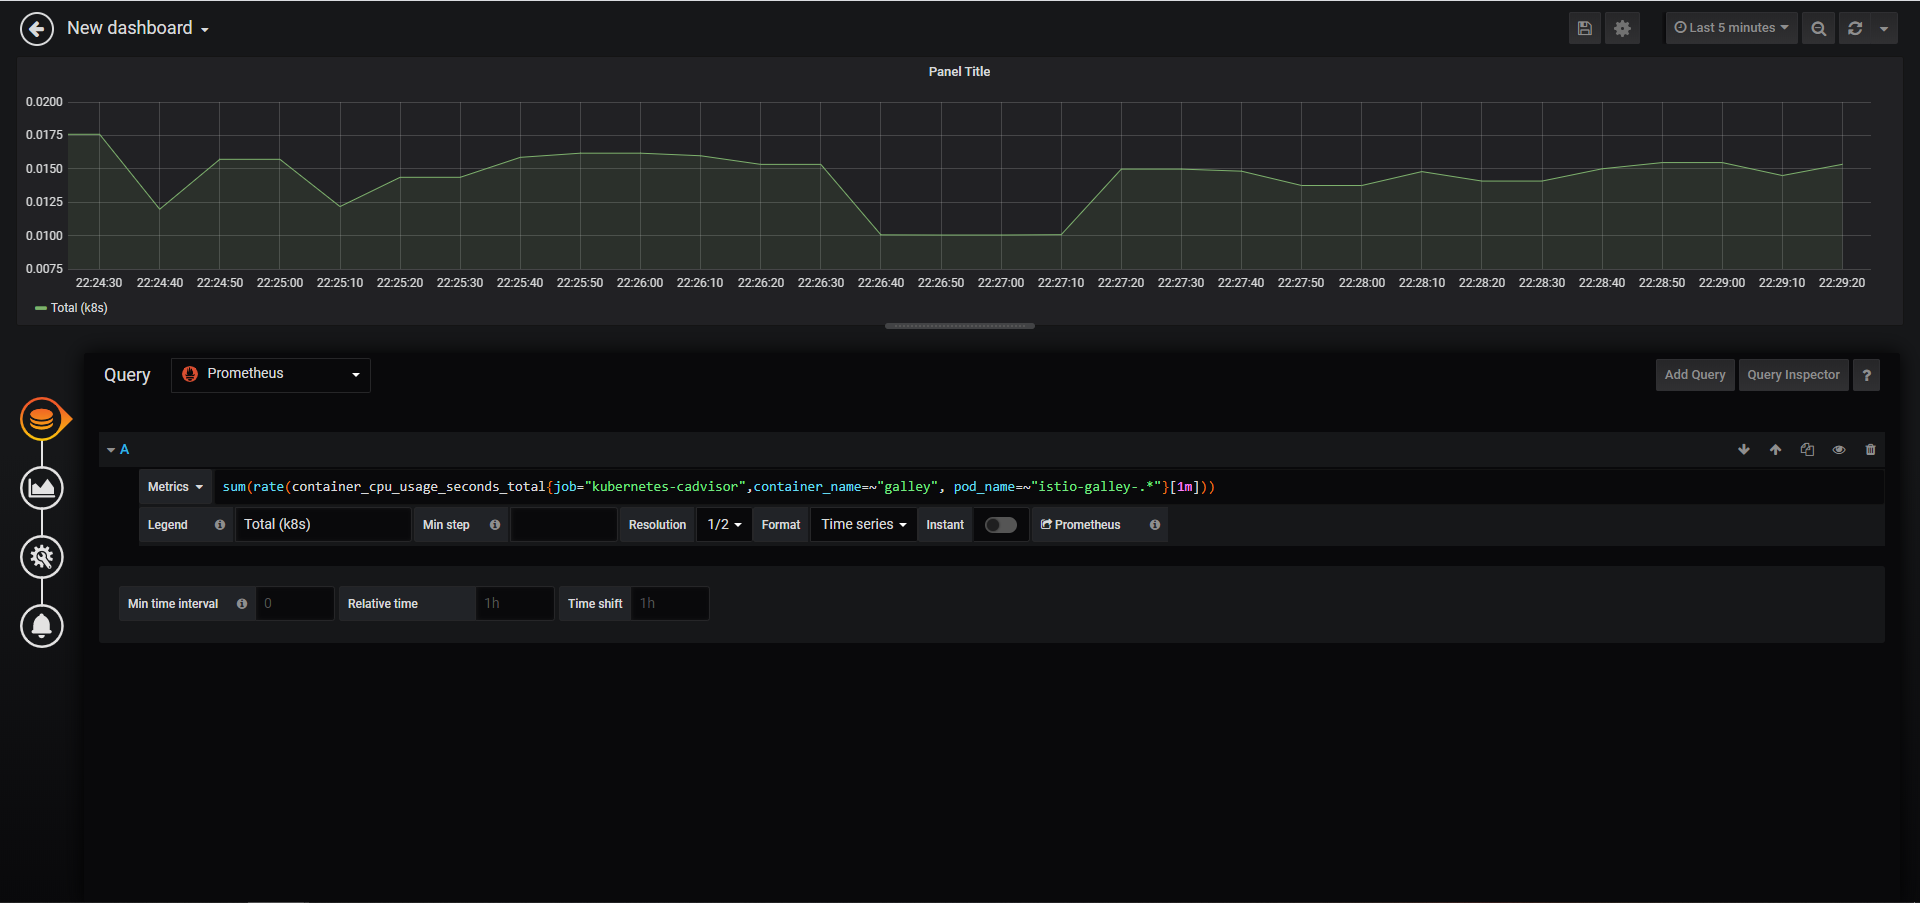 New dashboard
Last 5 minutes
Panel Title
0.0200
0.0175
0.0150
0.0125
0.0100
0.0075
22:24:30 22:24:40 22:24:50 22:25:00 22:25:10 22:25:20 22:25:30 22:25:40 22:25:50 22:26:00 22:26:10 22:26:20 22:26:30 22:26:40 22:26:50 22:27:00 22:27:10 22:27:20 22:27:30 22:27:40 22:27:50 22:28:00 22:28:10 22:28:20 22:28:30 22:28:40 22:28:50 22:29:00 22:29:10 22:29:20
Total (k8s)
Query Prometheus Add Query Query Inspector ?
A
Metrics sum(rate(container_cpu_usage_seconds_total{job="kubernetes-cadvisor",container_name=~"galley", pod_name=~"istio-galley-.*"}[1m]))
Legend Total (k8s) Min step Resolution 1/2 Format Time series Instant Prometheus
Min time interval 0 Relative time 1h Time shift 1h